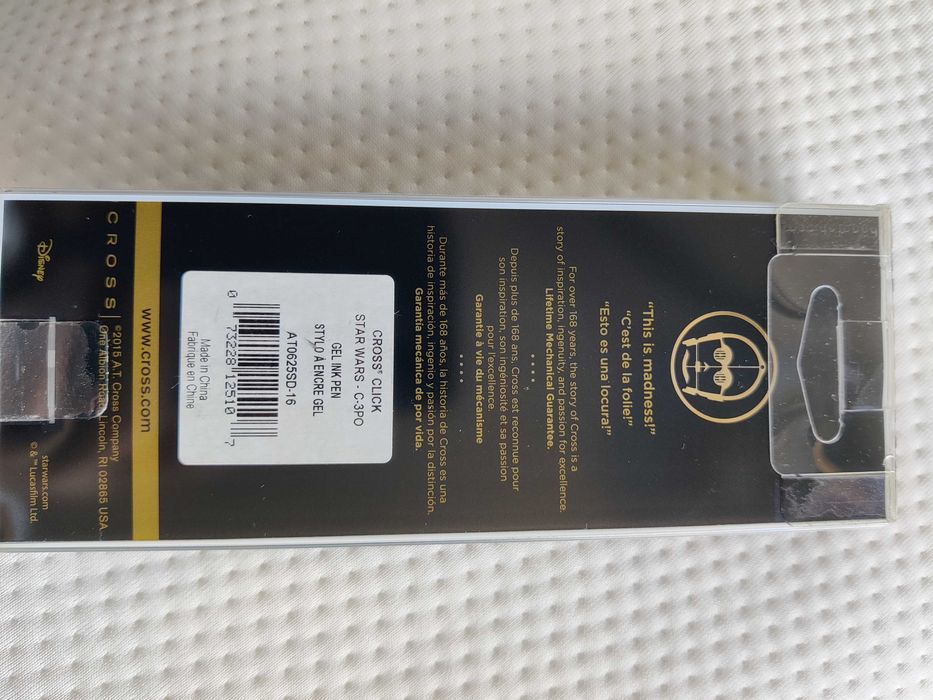 "This is madness!"
"C'est de la folie!"
"Esto es una locura!"
For over 168 years, the story of Cross is a
story of inspiration, ingenuity, and passion for excellence.
Lifetime Mechanical Guarantee.
Depuis plus de 168 ans, Cross est reconnue pour
son inspiration, son ingéniosité et sa passion
pour l'excellence.
Garantie à vie du mécanisme
Durante más de 168 años, la historia de Cross es una
historia de inspiración, ingenio y pasión por la distinción.
Garantía mecánica de por vida.
CROSS® CLICK
STAR WARS: C-3PO
GEL INK PEN
STYLO À ENCRE GEL
AT0625SD-16
0 73228 12510 7
Made in China
Fabriqué en Chine
www.cross.com
CROSS
©2015 A.T. Cross Company
One Albion Road, Lincoln, RI 02865 USA
Disney
starwars.com
© & ™ Lucasfilm Ltd.